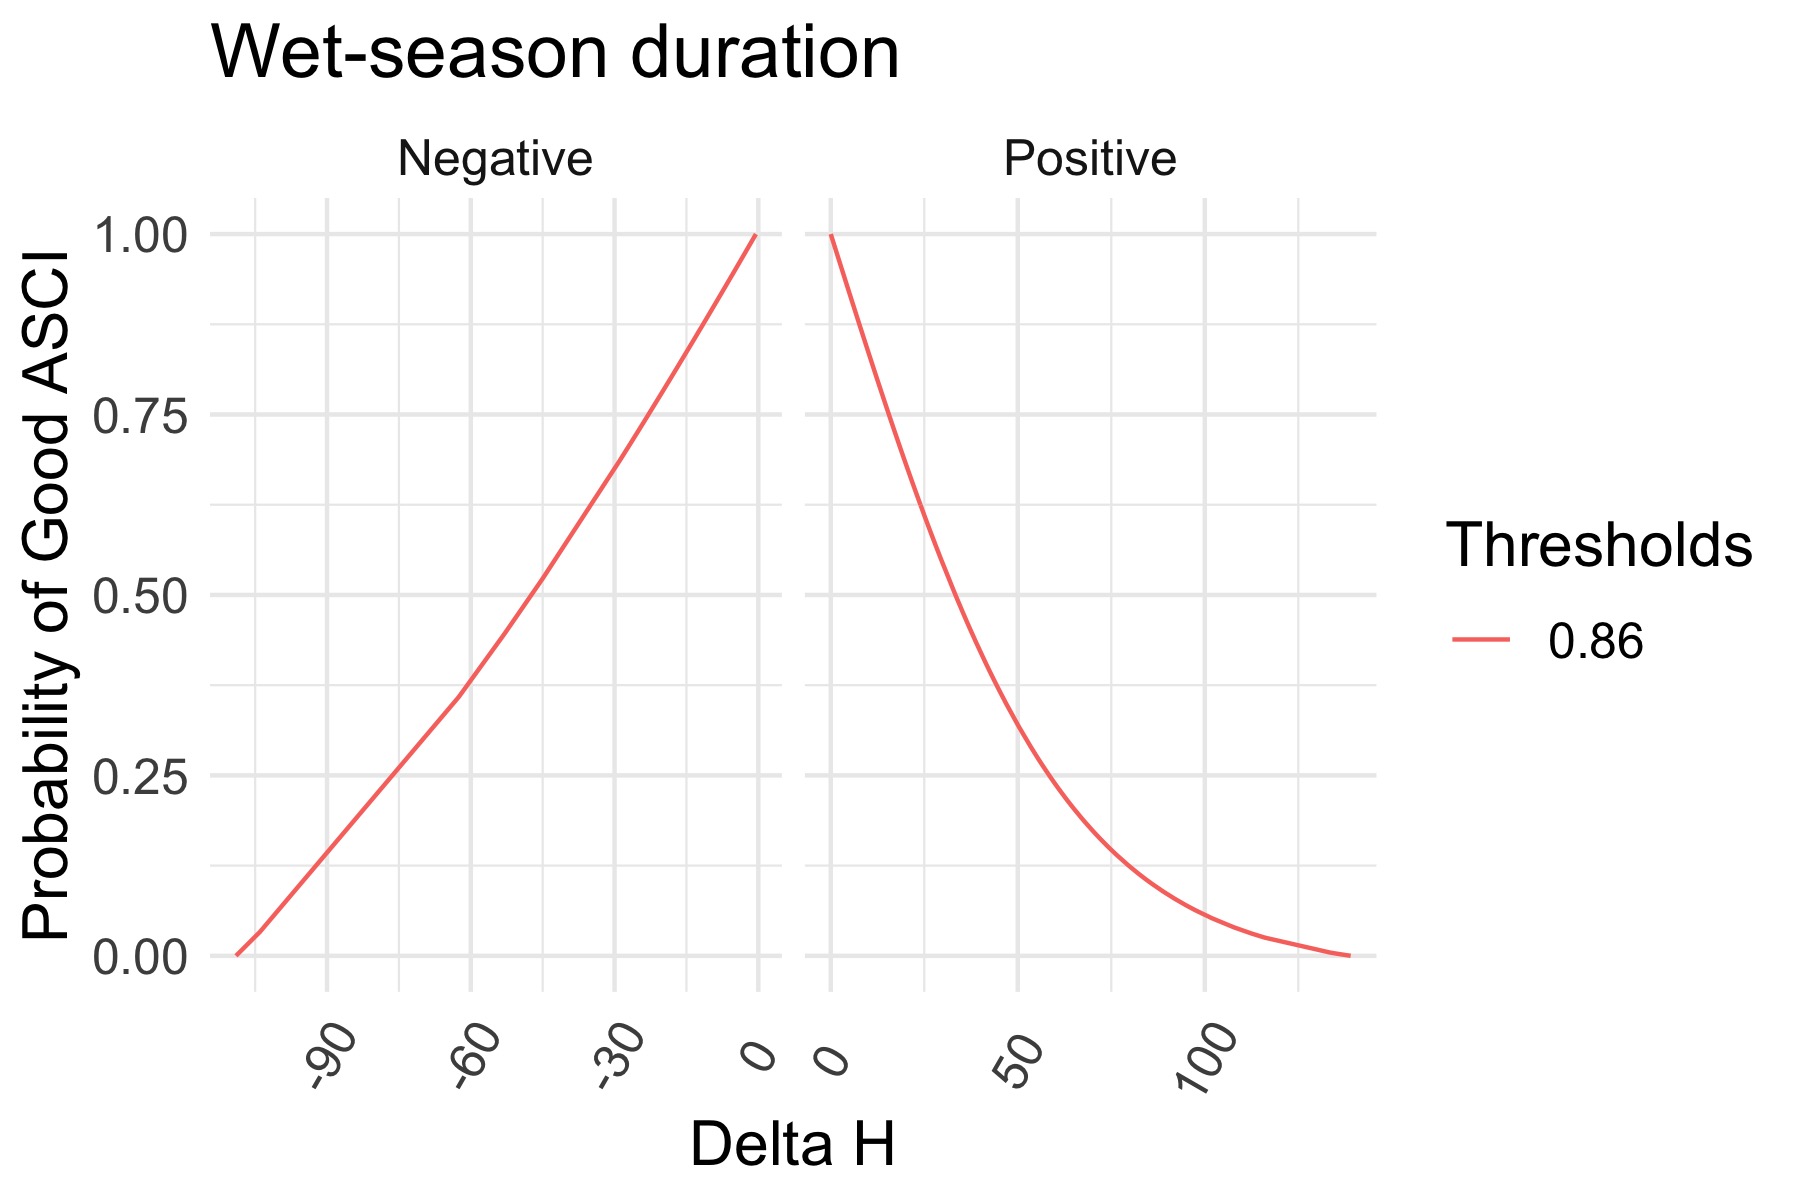 Wet-season duration
Negative
Positive
Probability of Good ASCI
1.00
0.75
0.50
0.25
0.00
-90
-60
-30
0
0
50
100
Delta H
Thresholds
0.86